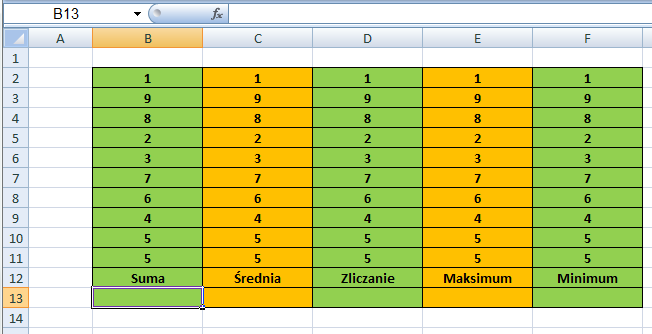 B13 fx
A B C D E F
1
2 1 1 1 1 1
3 9 9 9 9 9
4 8 8 8 8 8
5 2 2 2 2 2
6 3 3 3 3 3
7 7 7 7 7 7
8 6 6 6 6 6
9 4 4 4 4 4
10 5 5 5 5 5
11 5 5 5 5 5
12 Suma Średnia Zliczanie Maksimum Minimum
13
14